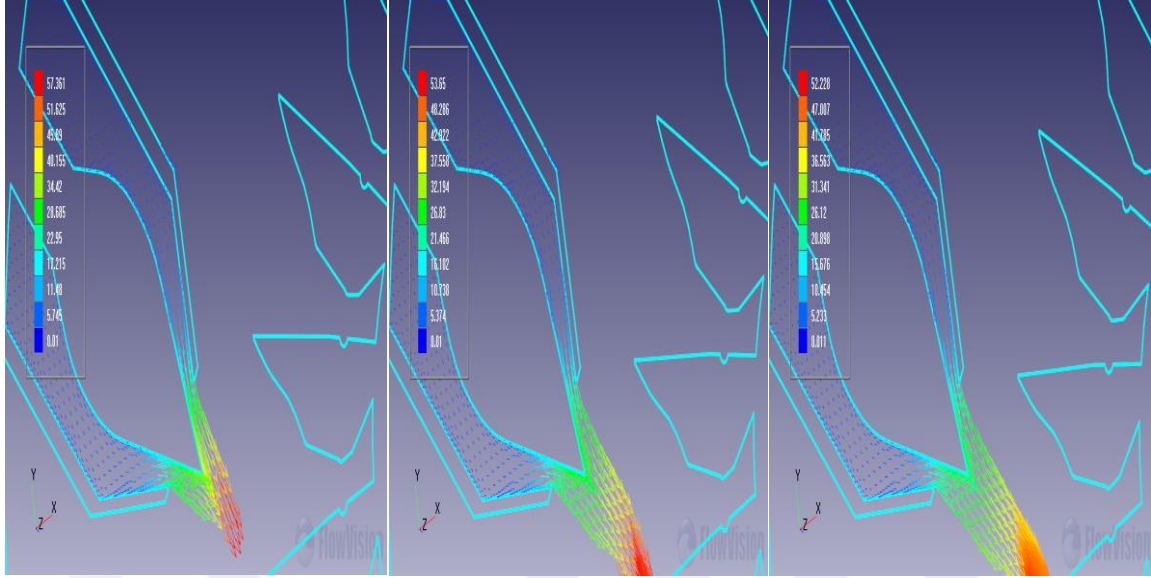 57.361
51.625
45.89
40.155
34.42
28.685
22.95
17.215
11.48
5.745
0.01
Y
X
Z
FlowVision
53.65
48.286
42.922
37.558
32.194
26.83
21.466
16.102
10.738
5.374
0.01
Y
X
Z
FlowVision
52.228
47.007
41.785
36.563
31.341
26.12
20.898
15.676
10.454
5.233
0.011
Y
X
Z
FlowVision